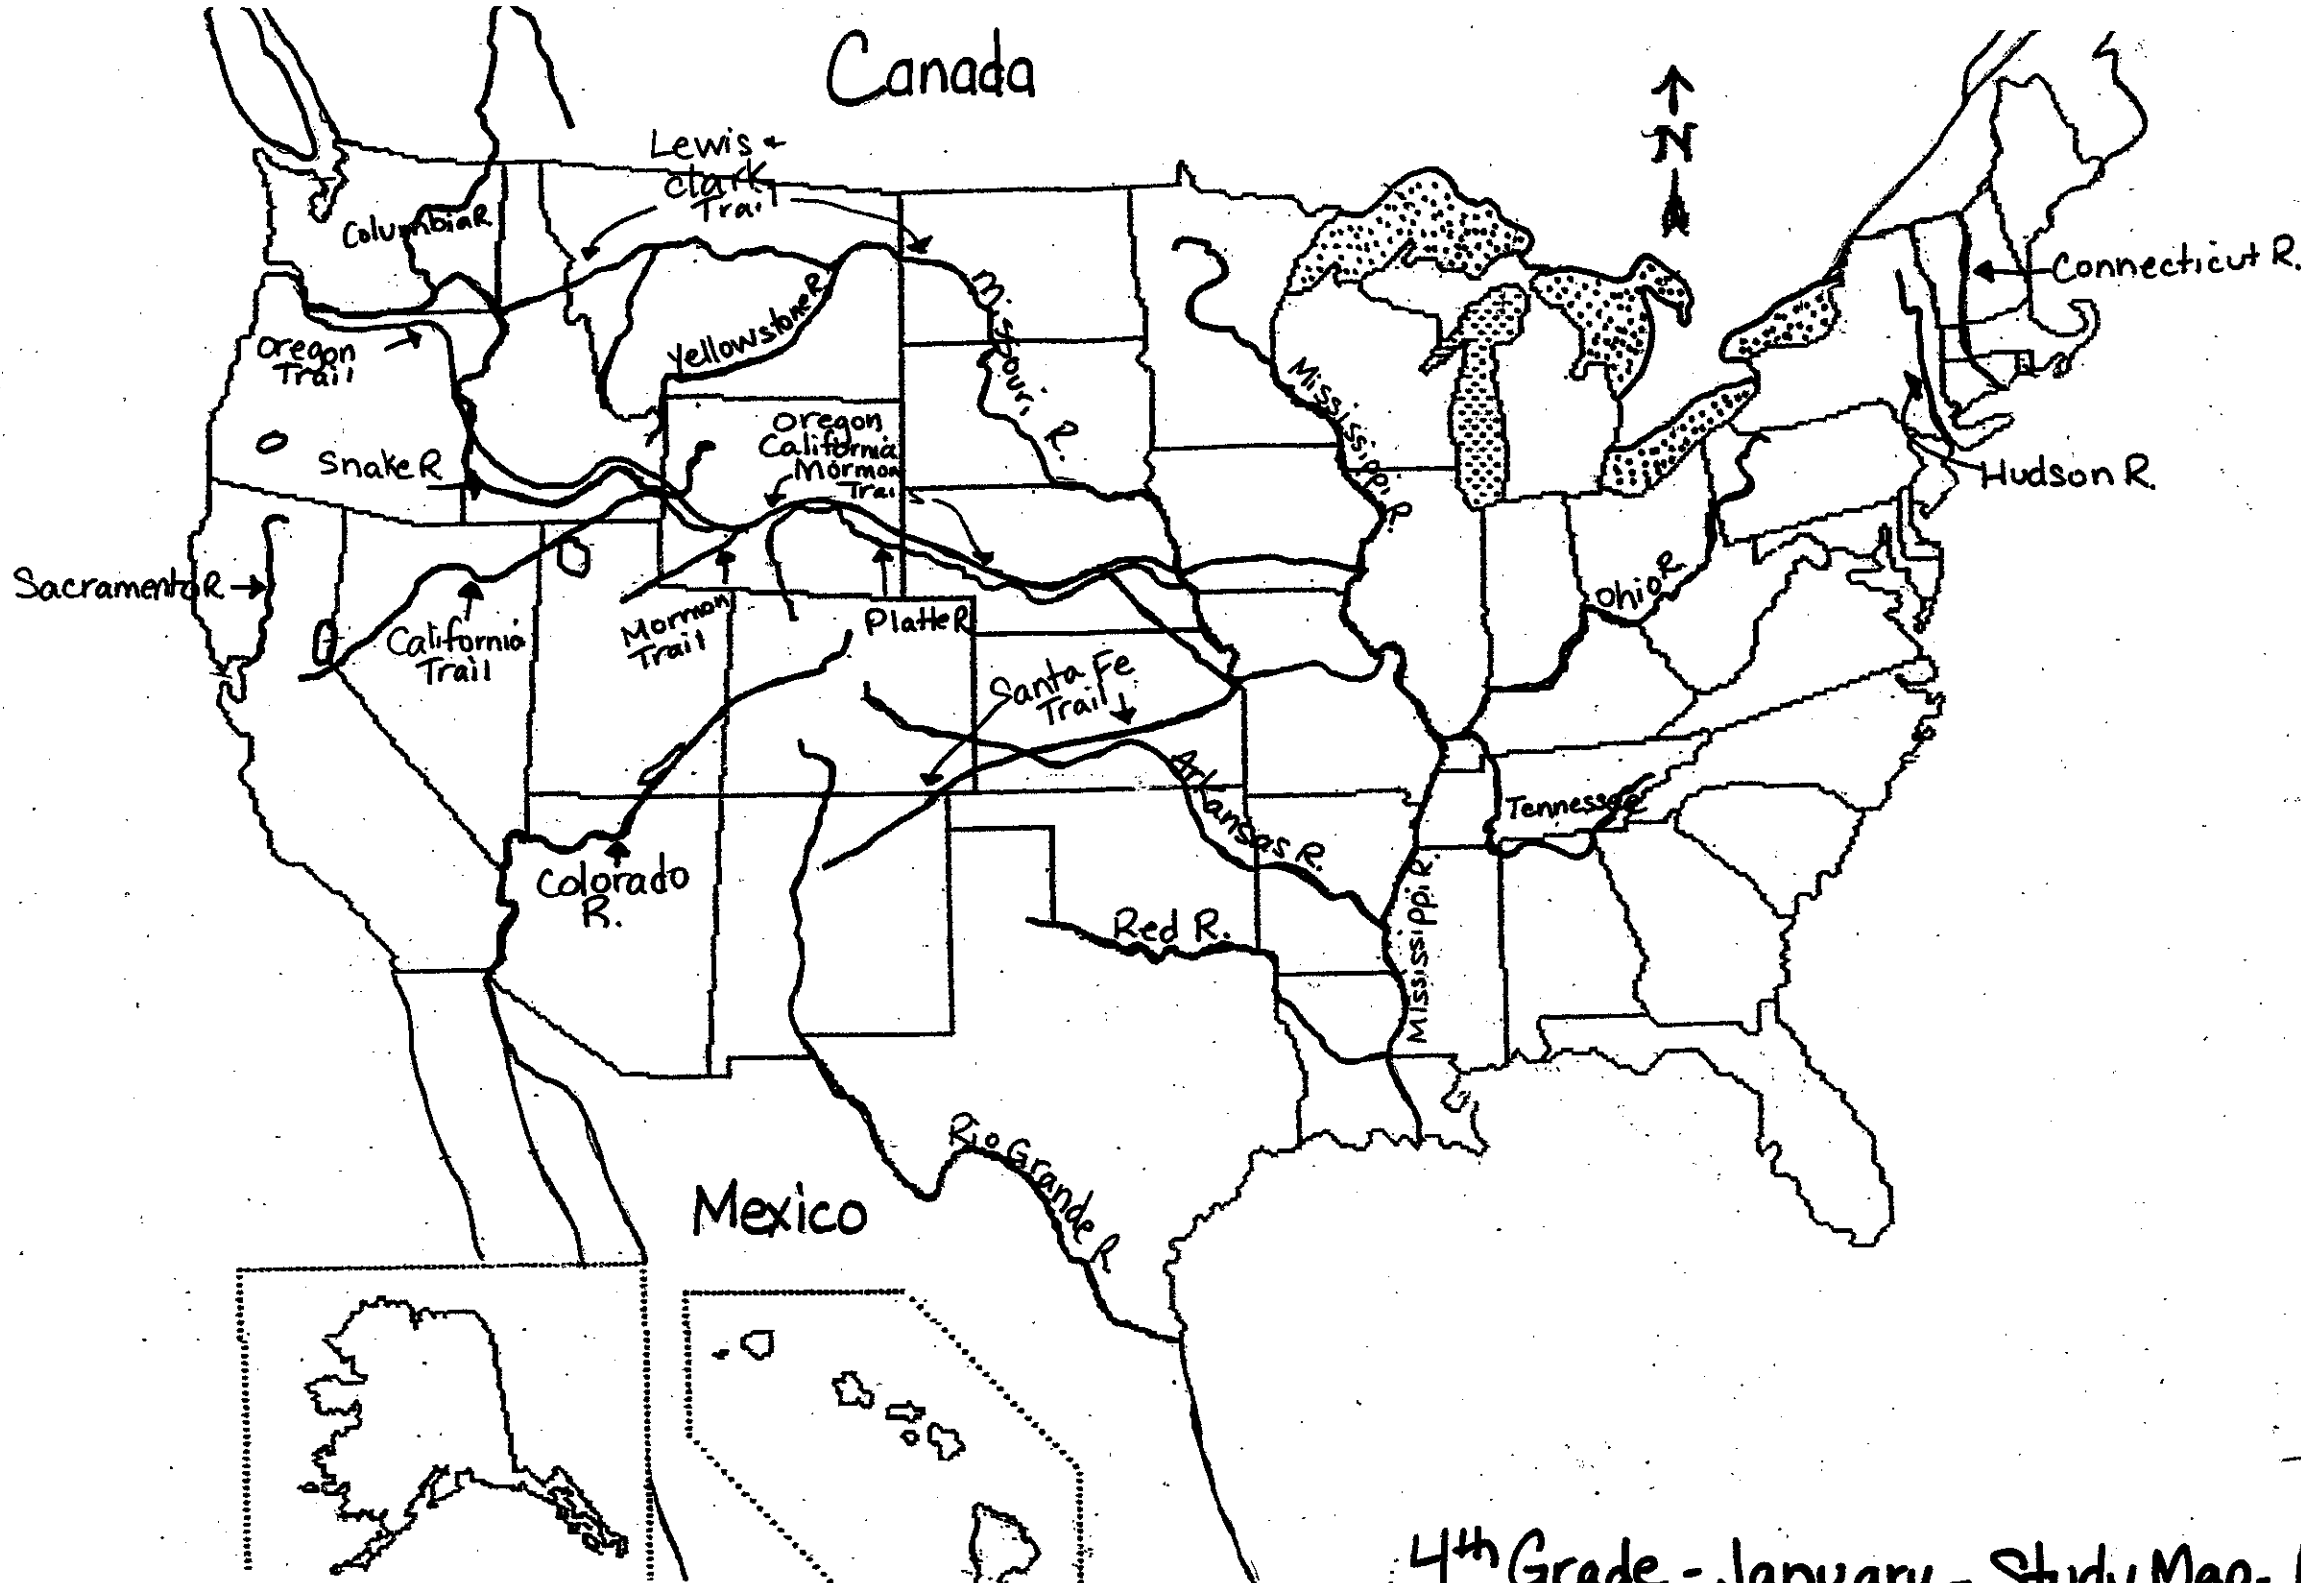 Canada
N
Lewis +
Clark
Trail
Columbia R.
Connecticut R.
Missouri R.
Yellowstone R
Oregon
Trail
Mississippi R.
Oregon
California
Mormon
Trails
Snake R
Hudson R.
Sacramento R
Ohio R.
California
Trail
Mormon
Trail
Platte R
Santa Fe
Trail
Arkansas R.
Tennessee
Colorado
R.
Mississippi R.
Red R.
Rio Grande R
Mexico
4th Grade - January - Study Map